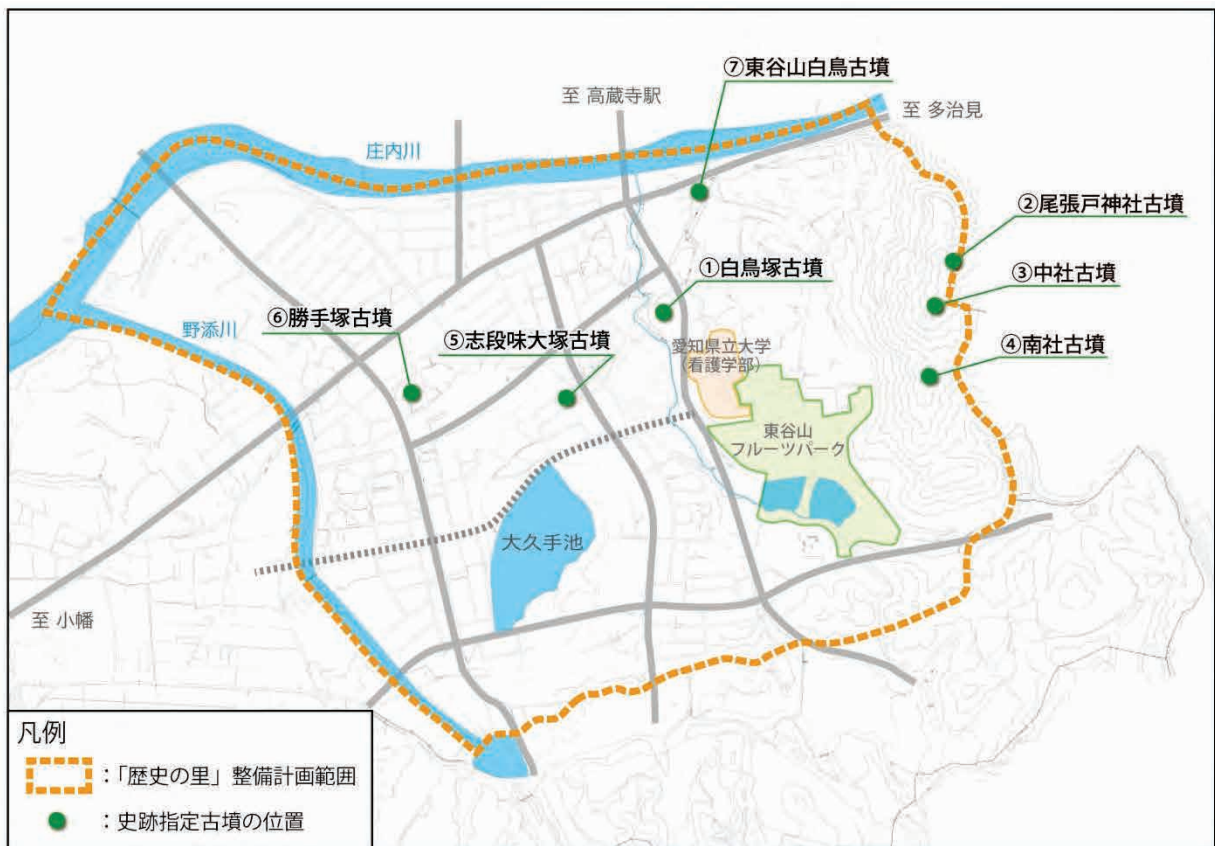 ⑦東谷山白鳥古墳
至 高蔵寺駅
至 多治見
庄内川
②尾張戸神社古墳
①白鳥塚古墳
③中社古墳
⑥勝手塚古墳
野添川
⑤志段味大塚古墳
愛知県立大学
（看護学部）
④南社古墳
東谷山
フルーツパーク
大久手池
至 小幡
凡例
：「歴史の里」整備計画範囲
：史跡指定古墳の位置